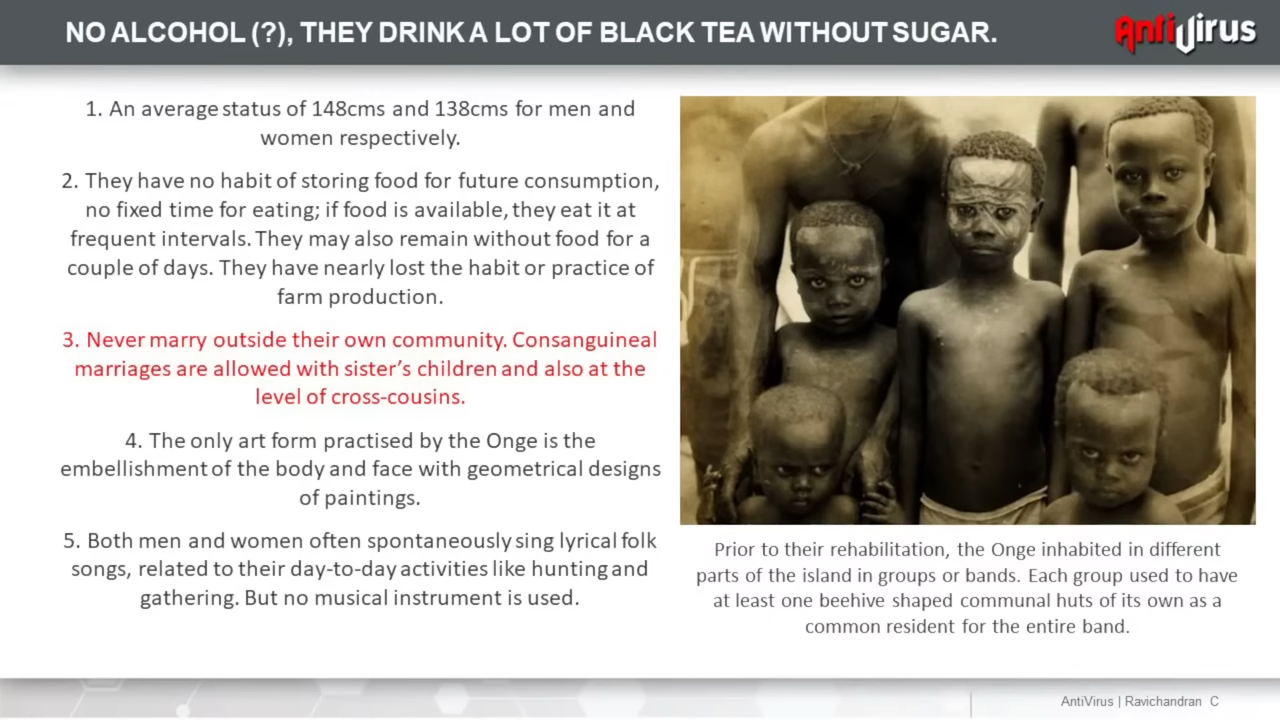 NO ALCOHOL (?), THEY DRINK A LOT OF BLACK TEA WITHOUT SUGAR.
AntiVirus
1. An average status of 148cms and 138cms for men and
women respectively.
2. They have no habit of storing food for future consumption,
no fixed time for eating; if food is available, they eat it at
frequent intervals. They may also remain without food for a
couple of days. They have nearly lost the habit or practice of
farm production.
3. Never marry outside their own community. Consanguineal
marriages are allowed with sister's children and also at the
level of cross-cousins.
4. The only art form practised by the Onge is the
embellishment of the body and face with geometrical designs
of paintings.
5. Both men and women often spontaneously sing lyrical folk
songs, related to their day-to-day activities like hunting and
gathering. But no musical instrument is used.
Prior to their rehabilitation, the Onge inhabited in different
parts of the island in groups or bands. Each group used to have
at least one beehive shaped communal huts of its own as a
common resident for the entire band.
AntiVirus | Ravichandran C